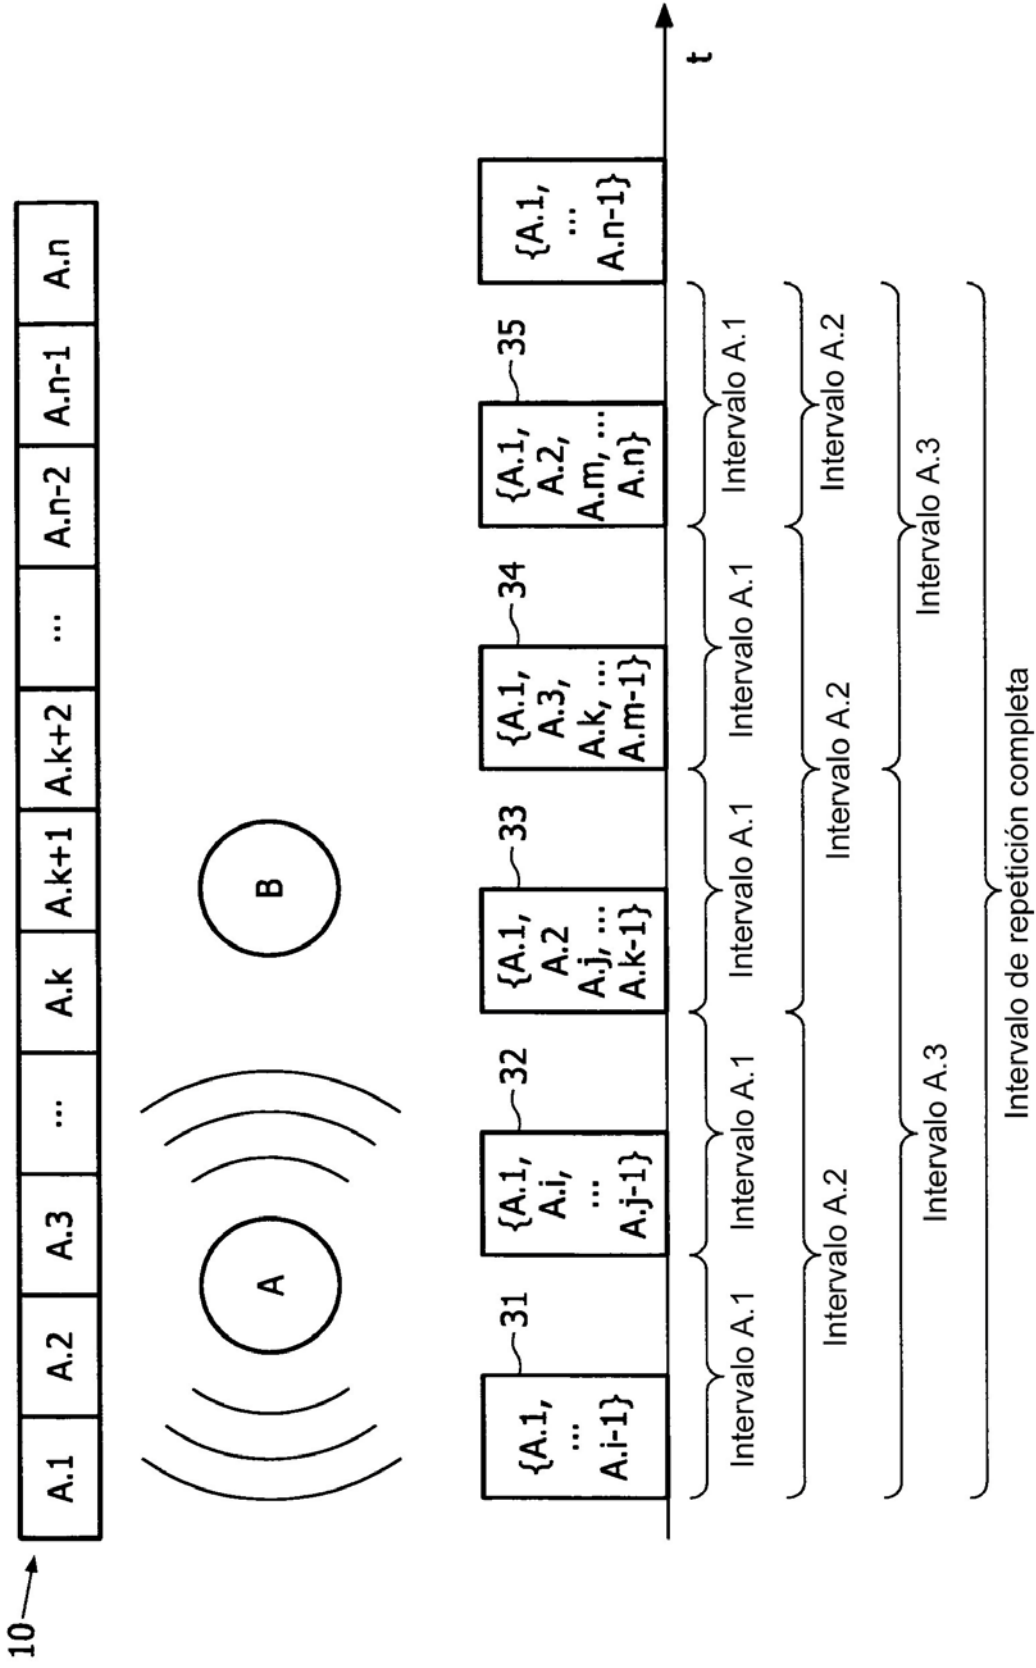 10
A.1
A.2
A.3
...
A.k
A.k+1
A.k+2
...
A.n-2
A.n-1
A.n
A
B
{A.1,
...
A.i-1}
31
{A.1,
A.i,
...
A.j-1}
32
{A.1,
A.2
A.j, ...
A.k-1}
33
{A.1,
A.3,
A.k, ...
A.m-1}
34
{A.1,
A.2,
A.m, ...
A.n}
35
{A.1,
...
A.n-1}
t
Intervalo A.1
Intervalo A.1
Intervalo A.1
Intervalo A.1
Intervalo A.1
Intervalo A.2
Intervalo A.2
Intervalo A.2
Intervalo A.3
Intervalo A.3
Intervalo de repetición completa